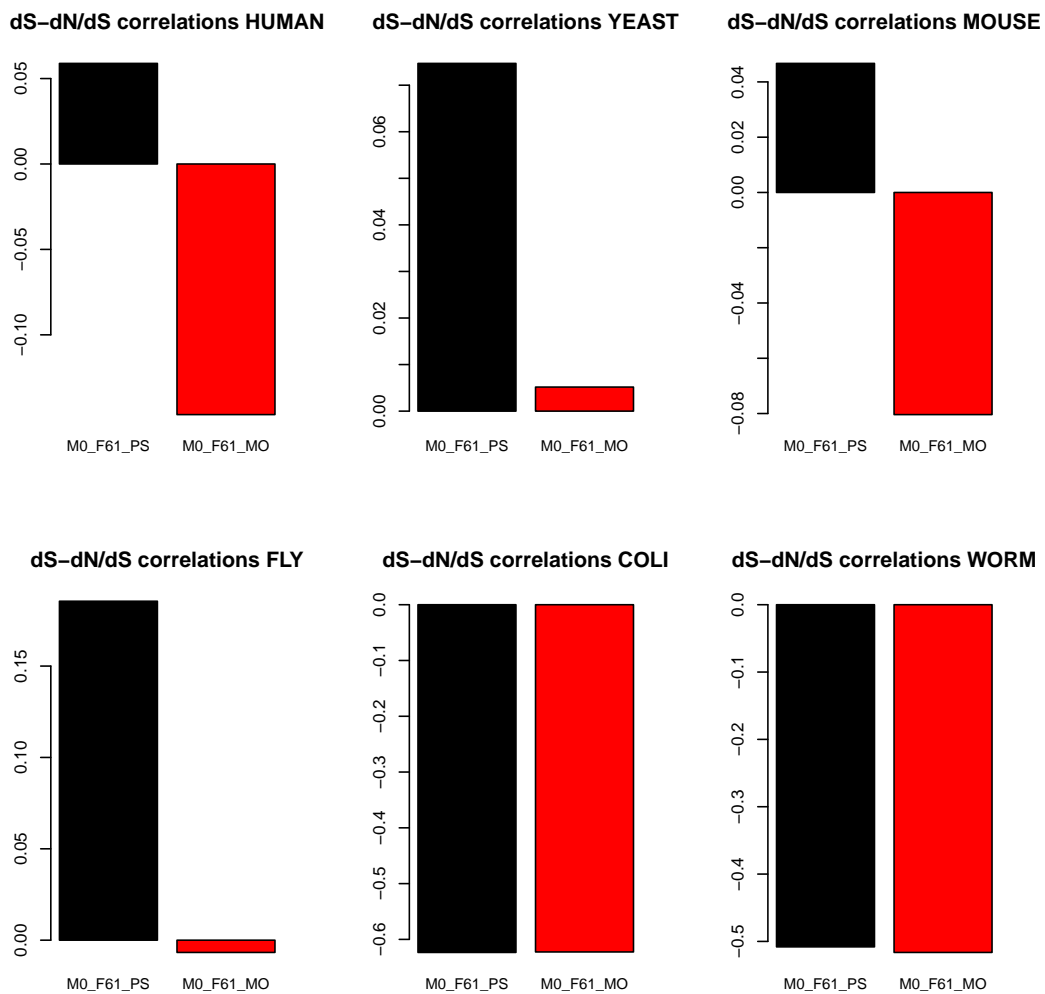 dS−dN/dS correlations HUMAN
0.05
0.00
−0.05
−0.10
M0_F61_PS M0_F61_MO
dS−dN/dS correlations YEAST
0.06
0.04
0.02
0.00
M0_F61_PS M0_F61_MO
dS−dN/dS correlations MOUSE
0.04
0.02
0.00
−0.04
−0.08
M0_F61_PS M0_F61_MO
dS−dN/dS correlations FLY
0.15
0.10
0.05
0.00
M0_F61_PS M0_F61_MO
dS−dN/dS correlations COLI
0.0
−0.1
−0.2
−0.3
−0.4
−0.5
−0.6
M0_F61_PS M0_F61_MO
dS−dN/dS correlations WORM
0.0
−0.1
−0.2
−0.3
−0.4
−0.5
M0_F61_PS M0_F61_MO